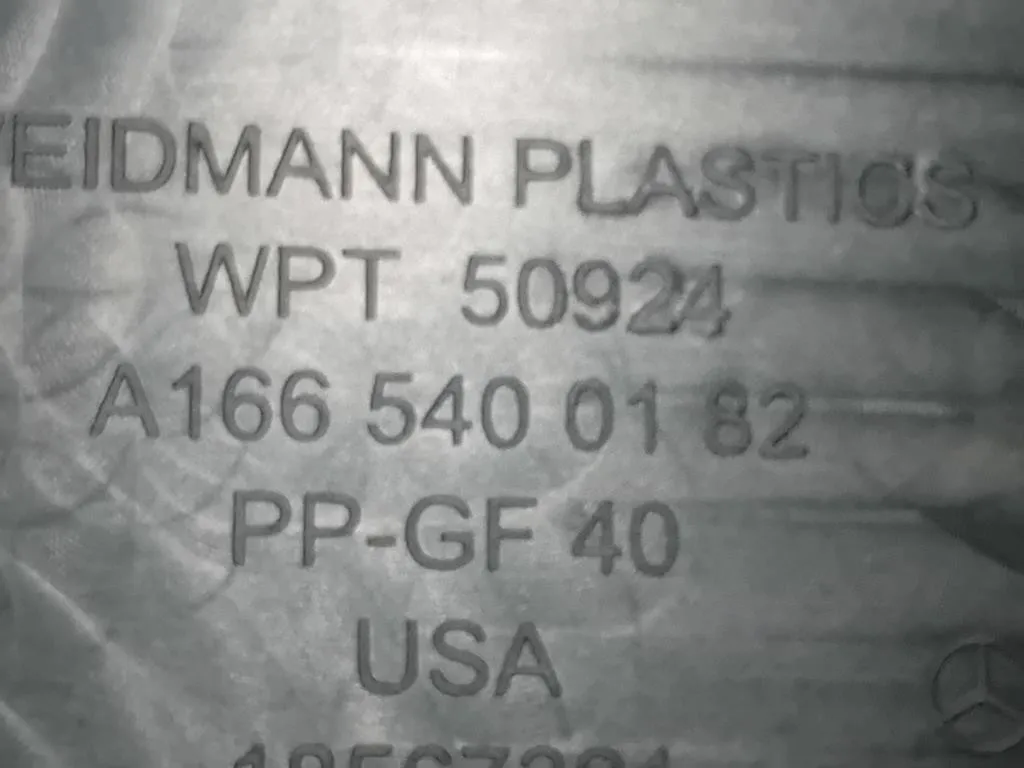 EIDMANN PLASTICS
WPT 50924
A166 540 01 82
PP-GF 40
USA